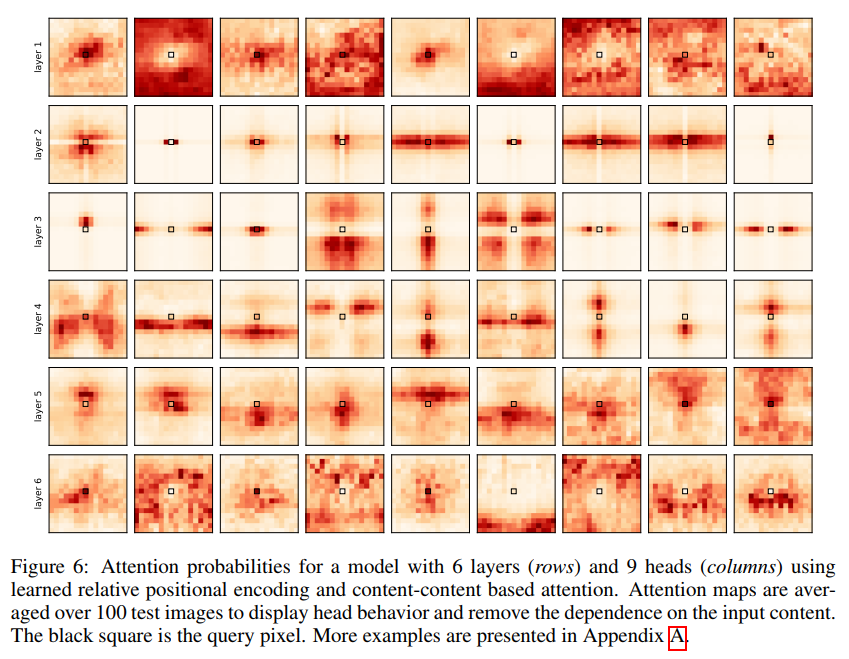 layer 1
layer 2
layer 3
layer 4
layer 5
layer 6
Figure 6: Attention probabilities for a model with 6 layers (rows) and 9 heads (columns) using
learned relative positional encoding and content-content based attention. Attention maps are aver-
aged over 100 test images to display head behavior and remove the dependence on the input content.
The black square is the query pixel. More examples are presented in Appendix A.